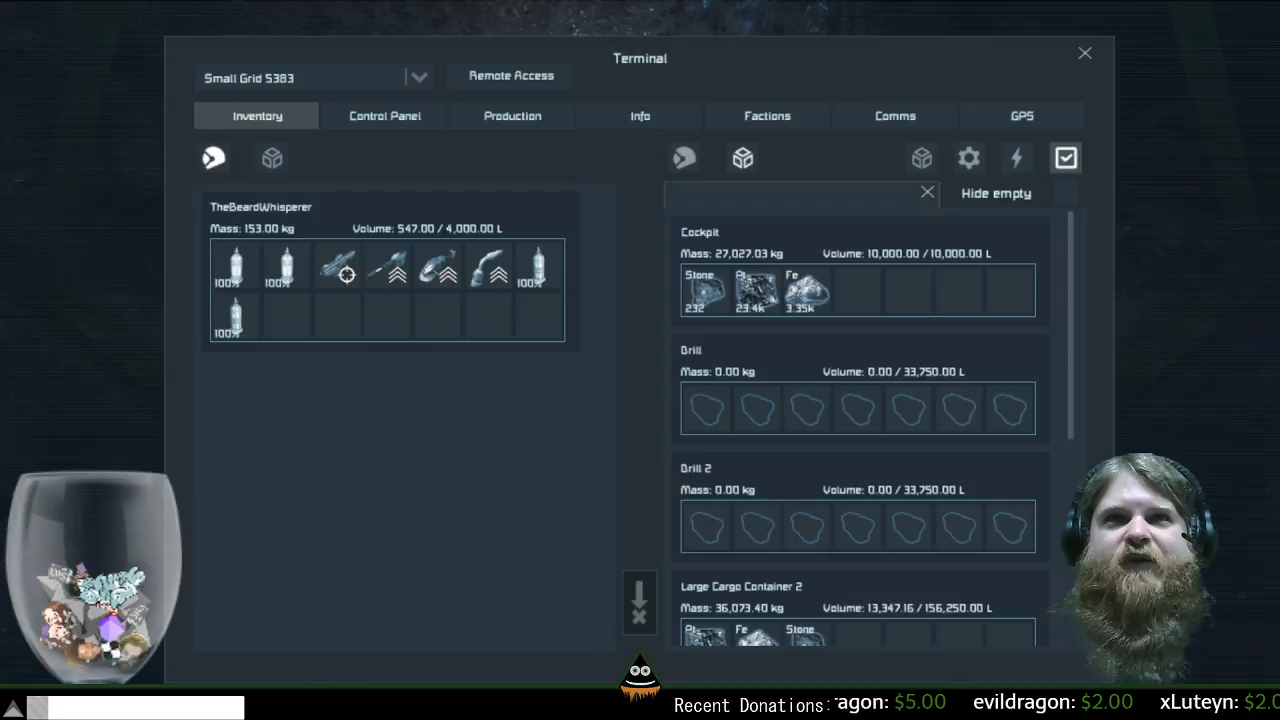 Terminal
Small Grid 5383
Remote Access
Inventory
Control Panel
Production
Info
Factions
Comms
GPS
Hide empty
TheBeardWhisperer
Mass: 153.00 kg Volume: 547.00 / 4,000.00 L
100% 100% 100%
100%
Cockpit
Mass: 27,027.03 kg Volume: 10,000.00 / 10,000.00 L
Stone Pt Fe
232 23.4k 3.35k
Drill
Mass: 0.00 kg Volume: 0.00 / 33,750.00 L
Drill 2
Mass: 0.00 kg Volume: 0.00 / 33,750.00 L
Large Cargo Container 2
Mass: 36,073.40 kg Volume: 13,347.16 / 156,250.00 L
Pt Fe Stone
Recent Donations: agon: $5.00 evildragon: $2.00 xLuteyn: $2.0